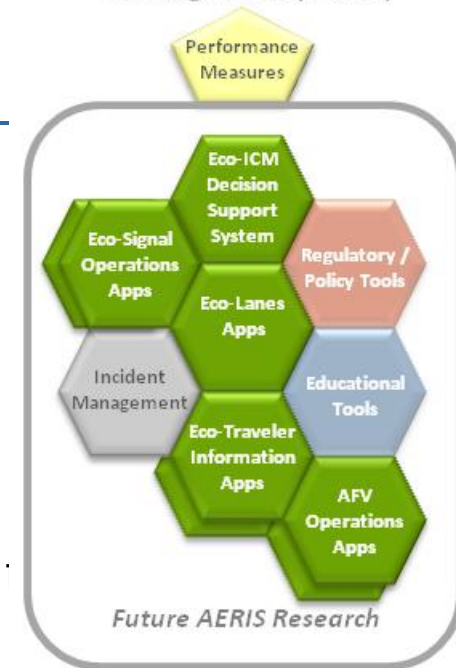 Performance
Measures
Eco-ICM
Decision
Support
System
Eco-Signal
Operations
Apps
Regulatory /
Policy Tools
Eco-Lanes
Apps
Incident
Management
Educational
Tools
Eco-Traveler
Information
Apps
AFV
Operations
Apps
Future AERIS Research